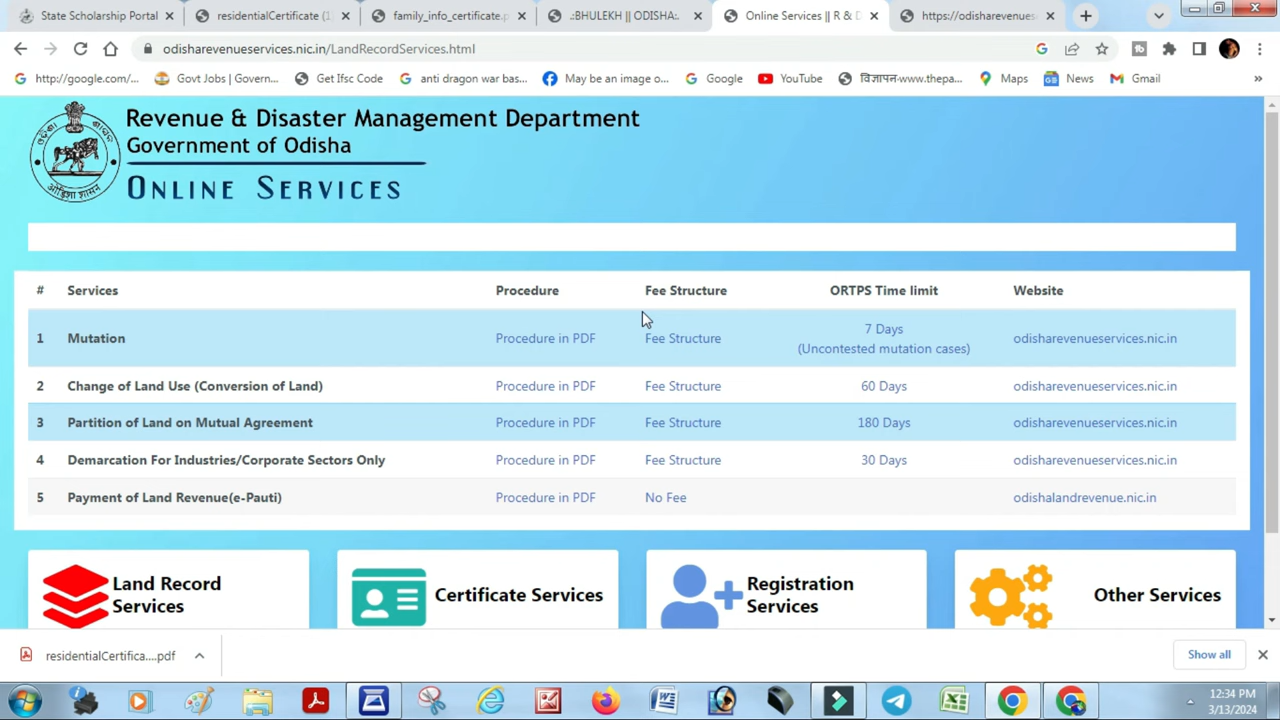 State Scholarship Portal
residentialCertificate (1
family_info_certificate.p
.:BHULEKH || ODISHA:.
Online Services || R & D
https://odisharevenues
odisharevenueservices.nic.in/LandRecordServices.html
http://google.com/...
Govt Jobs | Govern...
Get Ifsc Code
anti dragon war bas...
May be an image o...
Google
YouTube
विज्ञापन-www.thepa...
Maps
News
Gmail
»
Revenue & Disaster Management Department
Government of Odisha
ONLINE SERVICES
# Services Procedure Fee Structure ORTPS Time limit Website
1 Mutation Procedure in PDF Fee Structure 7 Days odisharevenueservices.nic.in
(Uncontested mutation cases)
2 Change of Land Use (Conversion of Land) Procedure in PDF Fee Structure 60 Days odisharevenueservices.nic.in
3 Partition of Land on Mutual Agreement Procedure in PDF Fee Structure 180 Days odisharevenueservices.nic.in
4 Demarcation For Industries/Corporate Sectors Only Procedure in PDF Fee Structure 30 Days odisharevenueservices.nic.in
5 Payment of Land Revenue(e-Pauti) Procedure in PDF No Fee odishalandrevenue.nic.in
Land Record
Services
Certificate Services
Registration
Services
Other Services
residentialCertifica....pdf
Show all
12:34 PM
3/13/2024